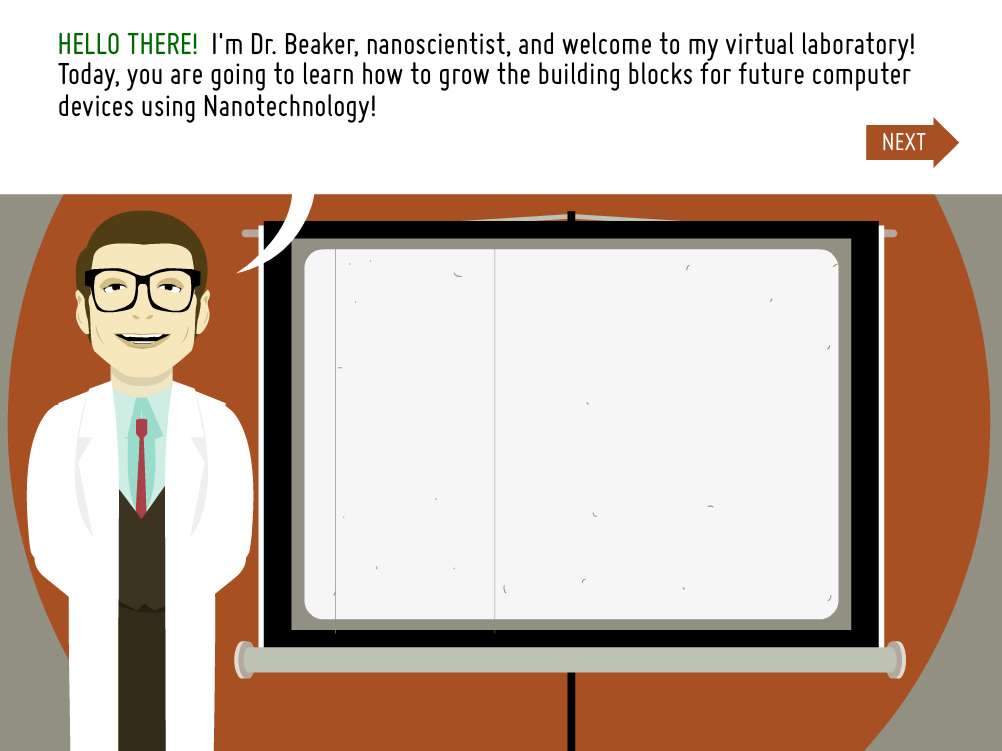 HELLO THERE! I'm Dr. Beaker, nanoscientist, and welcome to my virtual laboratory!
Today, you are going to learn how to grow the building blocks for future computer
devices using Nanotechnology!
NEXT